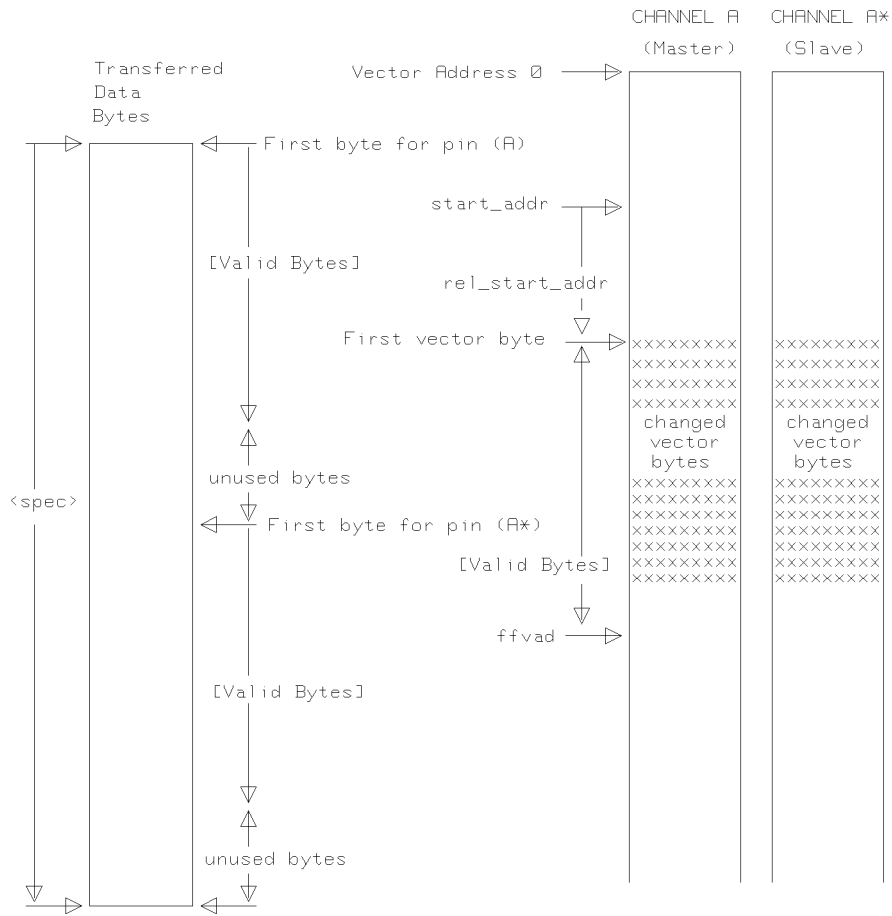 CHANNEL A CHANNEL A*
(Master) (Slave)
Transferred
Data
Bytes
Vector Address 0
First byte for pin (A)
start_addr
[Valid Bytes]
rel_start_addr
First vector byte
xxxxxxxxx xxxxxxxxx
xxxxxxxxx xxxxxxxxx
xxxxxxxxx xxxxxxxxx
xxxxxxxxx xxxxxxxxx
changed changed
vector vector
bytes bytes
unused bytes
xxxxxxxxx xxxxxxxxx
<spec>
xxxxxxxxx xxxxxxxxx
xxxxxxxxx xxxxxxxxx
First byte for pin (A*)
xxxxxxxxx xxxxxxxxx
xxxxxxxxx xxxxxxxxx
[Valid Bytes]
xxxxxxxxx xxxxxxxxx
xxxxxxxxx xxxxxxxxx
ffvad
[Valid Bytes]
unused bytes